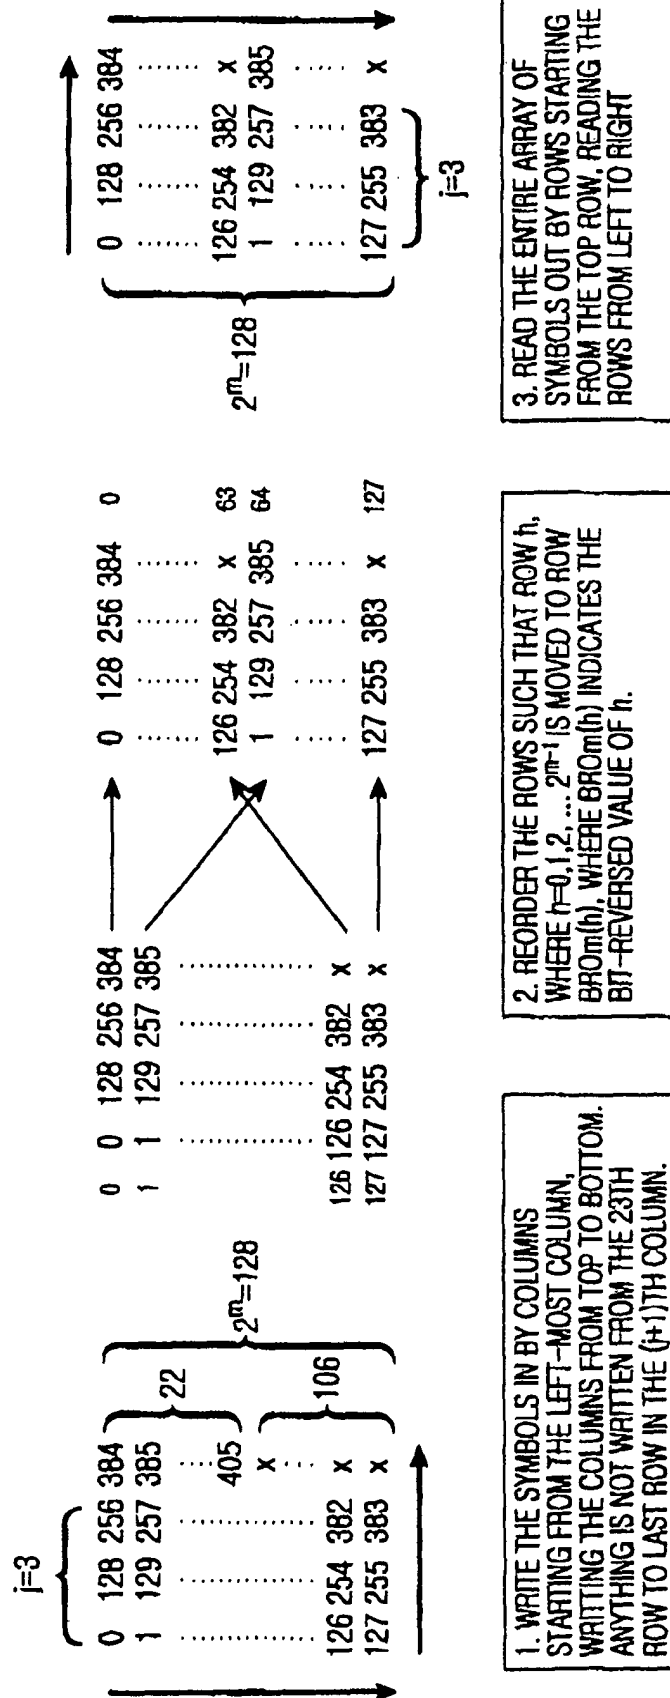 j=3
0 128 256 384
1 129 257 385
405
X
126 254 382 X
127 255 383 X
22
106
2^m=128
1. WRITE THE SYMBOLS IN BY COLUMNS
STARTING FROM THE LEFT-MOST COLUMN,
WRITTING THE COLUMNS FROM TOP TO BOTTOM.
ANYTHING IS NOT WRITTEN FROM THE 23TH
ROW TO LAST ROW IN THE (j+1)TH COLUMN.
0 0 128 256 384
1 1 129 257 385
126 126 254 382 X
127 127 255 383 X
0 128 256 384 0
126 254 382 X 63
1 129 257 385 64
127 255 383 X 127
2. REORDER THE ROWS SUCH THAT ROW h,
WHERE h=0,1,2, ... 2^m-1 IS MOVED TO ROW
BROm(h), WHERE BROm(h) INDICATES THE
BIT-REVERSED VALUE OF h.
2^m=128
0 128 256 384
126 254 382 X
1 129 257 385
127 255 383 X
j=3
3. READ THE ENTIRE ARRAY OF
SYMBOLS OUT BY ROWS STARTING
FROM THE TOP ROW, READING THE
ROWS FROM LEFT TO RIGHT